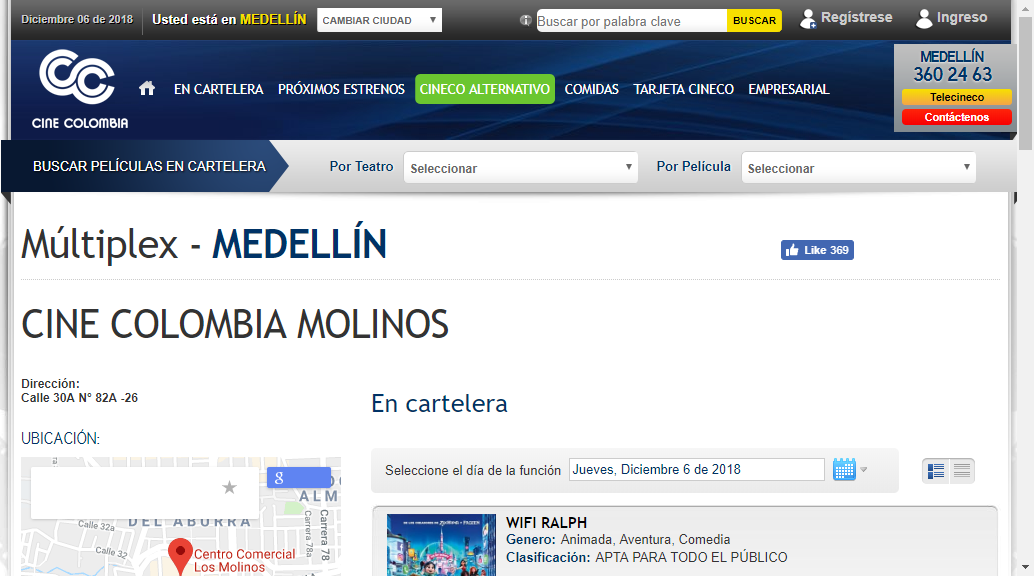 Diciembre 06 de 2018
Usted está en MEDELLÍN
CAMBIAR CIUDAD
Buscar por palabra clave
BUSCAR
Regístrese
Ingreso
CINE COLOMBIA
EN CARTELERA
PRÓXIMOS ESTRENOS
CINECO ALTERNATIVO
COMIDAS
TARJETA CINECO
EMPRESARIAL
MEDELLÍN
360 24 63
Telecineco
Contáctenos
BUSCAR PELÍCULAS EN CARTELERA
Por Teatro
Seleccionar
Por Película
Seleccionar
Múltiplex - MEDELLÍN
Like 369
CINE COLOMBIA MOLINOS
Dirección:
Calle 30A N° 82A -26
En cartelera
UBICACIÓN:
Seleccione el día de la función
Jueves, Diciembre 6 de 2018
g
ALM
Calle 32a
DEL ABURRA
Calle 32
Carrera 78a
Carrera 78
Centro Comercial
Los Molinos
WIFI RALPH
Genero: Animada, Aventura, Comedia
Clasificación: APTA PARA TODO EL PÚBLICO